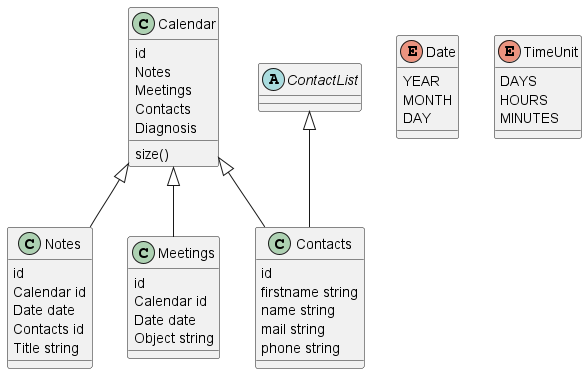 C Calendar
id
Notes
Meetings
Contacts
Diagnosis
size()
A ContactList
E Date
YEAR
MONTH
DAY
E TimeUnit
DAYS
HOURS
MINUTES
C Notes
id
Calendar id
Date date
Contacts id
Title string
C Meetings
id
Calendar id
Date date
Object string
C Contacts
id
firstname string
name string
mail string
phone string